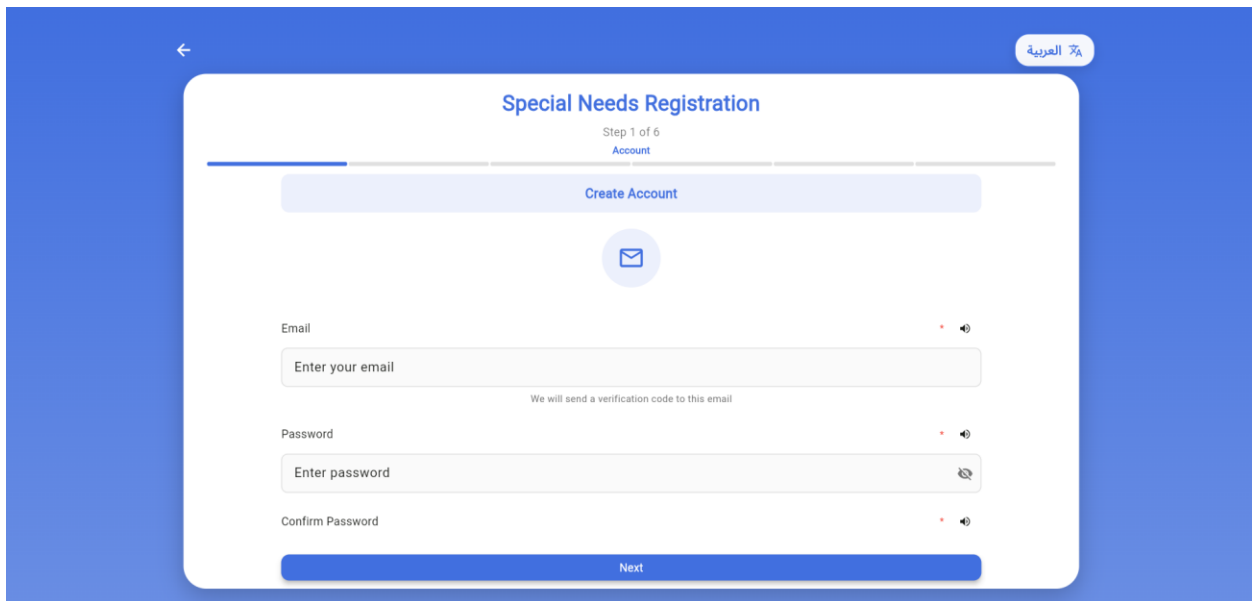 العربية
Special Needs Registration
Step 1 of 6
Account
Create Account
Email *
Enter your email
We will send a verification code to this email
Password *
Enter password
Confirm Password *
Next